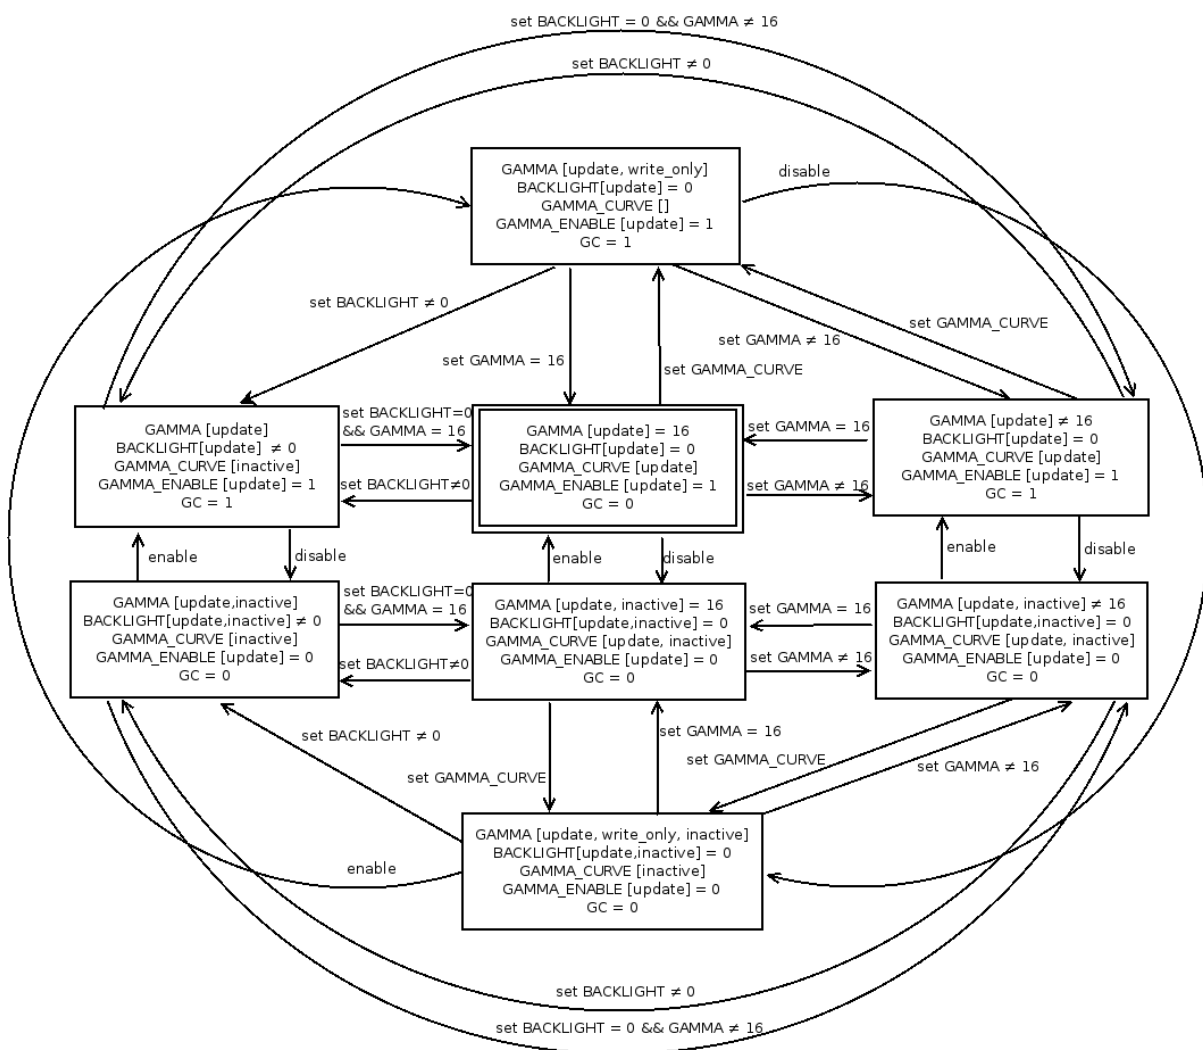 set BACKLIGHT = 0 && GAMMA ≠ 16
set BACKLIGHT ≠ 0
GAMMA [update, write_only]
BACKLIGHT[update] = 0
GAMMA_CURVE []
GAMMA_ENABLE [update] = 1
GC = 1
disable
set BACKLIGHT ≠ 0
set GAMMA = 16
set GAMMA_CURVE
set GAMMA ≠ 16
set GAMMA_CURVE
GAMMA [update]
BACKLIGHT[update] ≠ 0
GAMMA_CURVE [inactive]
GAMMA_ENABLE [update] = 1
GC = 1
set BACKLIGHT=0
&& GAMMA = 16
set BACKLIGHT≠0
GAMMA [update] = 16
BACKLIGHT[update] = 0
GAMMA_CURVE [update]
GAMMA_ENABLE [update] = 1
GC = 0
set GAMMA = 16
set GAMMA ≠ 16
GAMMA [update] ≠ 16
BACKLIGHT[update] = 0
GAMMA_CURVE [update]
GAMMA_ENABLE [update] = 1
GC = 1
enable
disable
enable
disable
enable
disable
GAMMA [update,inactive]
BACKLIGHT[update,inactive] ≠ 0
GAMMA_CURVE [inactive]
GAMMA_ENABLE [update] = 0
GC = 0
set BACKLIGHT=0
&& GAMMA = 16
set BACKLIGHT≠0
GAMMA [update, inactive] = 16
BACKLIGHT[update,inactive] = 0
GAMMA_CURVE [update, inactive]
GAMMA_ENABLE [update] = 0
GC = 0
set GAMMA = 16
set GAMMA ≠ 16
GAMMA [update, inactive] ≠ 16
BACKLIGHT[update,inactive] = 0
GAMMA_CURVE [update, inactive]
GAMMA_ENABLE [update] = 0
GC = 0
set BACKLIGHT ≠ 0
set GAMMA_CURVE
set GAMMA = 16
set GAMMA_CURVE
set GAMMA ≠ 16
GAMMA [update, write_only, inactive]
BACKLIGHT[update,inactive] = 0
GAMMA_CURVE [inactive]
GAMMA_ENABLE [update] = 0
GC = 0
enable
set BACKLIGHT ≠ 0
set BACKLIGHT = 0 && GAMMA ≠ 16